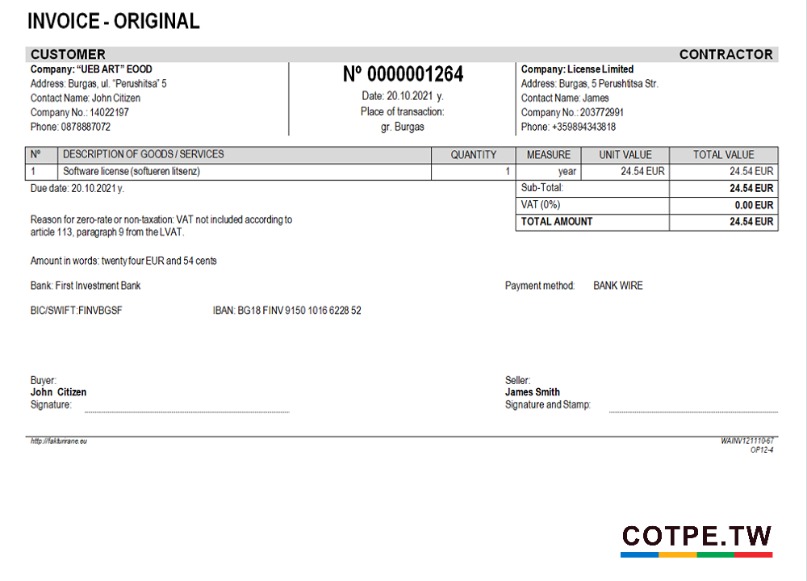 INVOICE - ORIGINAL
CUSTOMER CONTRACTOR
Company: "UEB ART" EOOD
Address: Burgas, ul. "Perushitsa" 5
Contact Name: John Citizen
Company No.: 14022197
Phone: 0878887072
Nº 0000001264
Date: 20.10.2021 y.
Place of transaction:
gr. Burgas
Company: License Limited
Address: Burgas, 5 Perushtitsa Str.
Contact Name: James
Company No.: 203772991
Phone: +359894343818
Nº DESCRIPTION OF GOODS / SERVICES QUANTITY MEASURE UNIT VALUE TOTAL VALUE
1 Software license (softueren litsenz) 1 year 24.54 EUR 24.54 EUR
Due date: 20.10.2021 y.
Sub-Total: 24.54 EUR
VAT (0%) 0.00 EUR
TOTAL AMOUNT 24.54 EUR
Reason for zero-rate or non-taxation: VAT not included according to
article 113, paragraph 9 from the LVAT.
Amount in words: twenty four EUR and 54 cents
Bank: First Investment Bank Payment method: BANK WIRE
BIC/SWIFT:FINVBGSF IBAN: BG18 FINV 9150 1016 6228 52
Buyer:
John Citizen
Signature:
Seller:
James Smith
Signature and Stamp:
http://fakturirane.eu WAINV121110-67
OP12-4
COTPE.TW